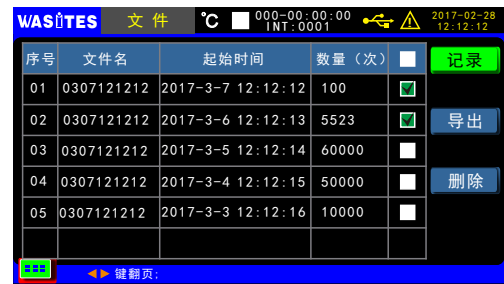 WASITES 文件 ℃ 000-00:00:00 INT:0001 2017-02-28 12:12:12
序号 文件名 起始时间 数量（次） 记录
01 0307121212 2017-3-7 12:12:12 100
02 0307121212 2017-3-6 12:12:13 5523 导出
03 0307121212 2017-3-5 12:12:14 60000
04 0307121212 2017-3-4 12:12:15 50000 删除
05 0307121212 2017-3-3 12:12:16 10000
键翻页;